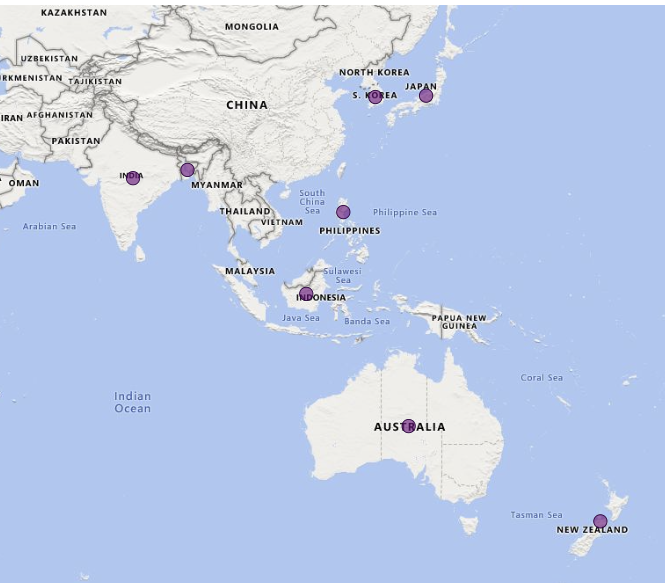 KAZAKHSTAN
MONGOLIA
UZBEKISTAN
RKMENISTAN
TAJIKISTAN
NORTH KOREA
JAPAN
S. KOREA
CHINA
IRAN
AFGHANISTAN
PAKISTAN
INDIA
OMAN
MYANMAR
South
China
Sea
THAILAND
VIETNAM
Philippine Sea
Arabian Sea
PHILIPPINES
MALAYSIA
Sulawesi
Sea
INDONESIA
Java Sea
Banda Sea
PAPUA NEW
GUINEA
Coral Sea
Indian
Ocean
AUSTRALIA
Tasman Sea
NEW ZEALAND